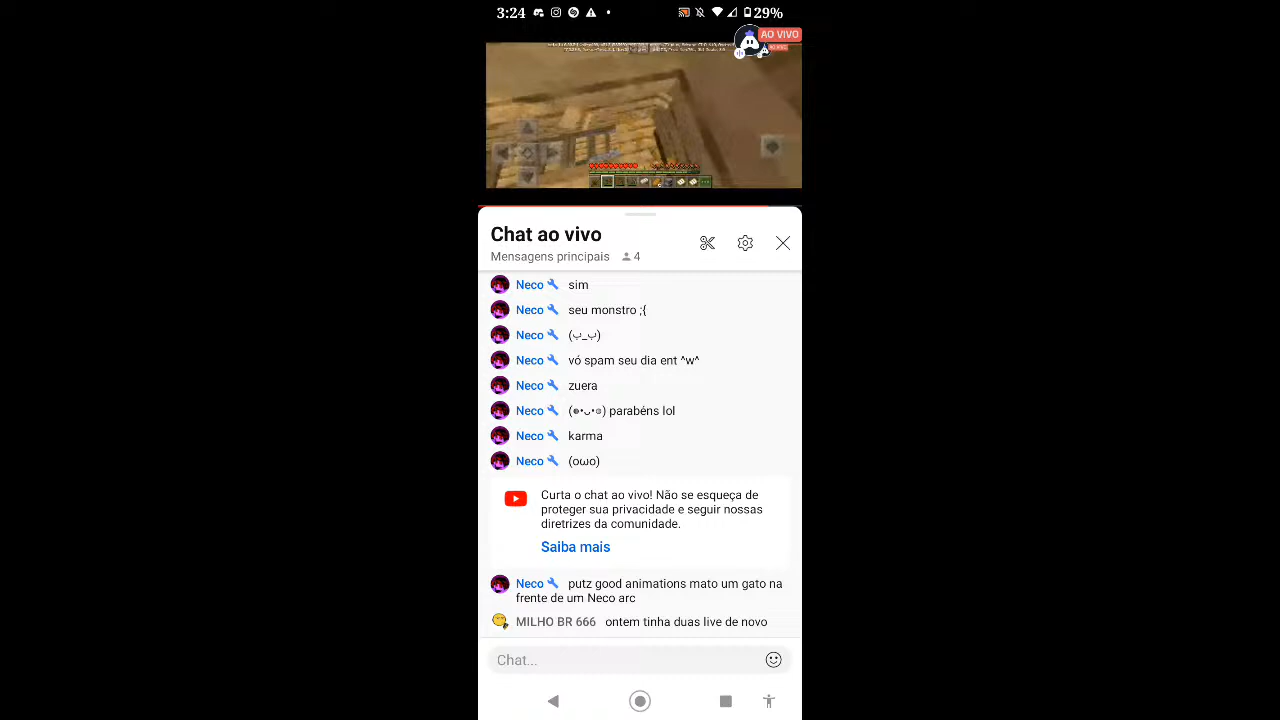 3:24
29%
AO VIVO
Chat ao vivo
Mensagens principais 4
Neco sim
Neco seu monstro ;{
Neco (ب_ب)
Neco vó spam seu dia ent ^w^
Neco zuera
Neco (๑•ᴗ•๑) parabéns lol
Neco karma
Neco (oωo)
Curta o chat ao vivo! Não se esqueça de
proteger sua privacidade e seguir nossas
diretrizes da comunidade.
Saiba mais
Neco putz good animations mato um gato na
frente de um Neco arc
MILHO BR 666 ontem tinha duas live de novo
Chat...